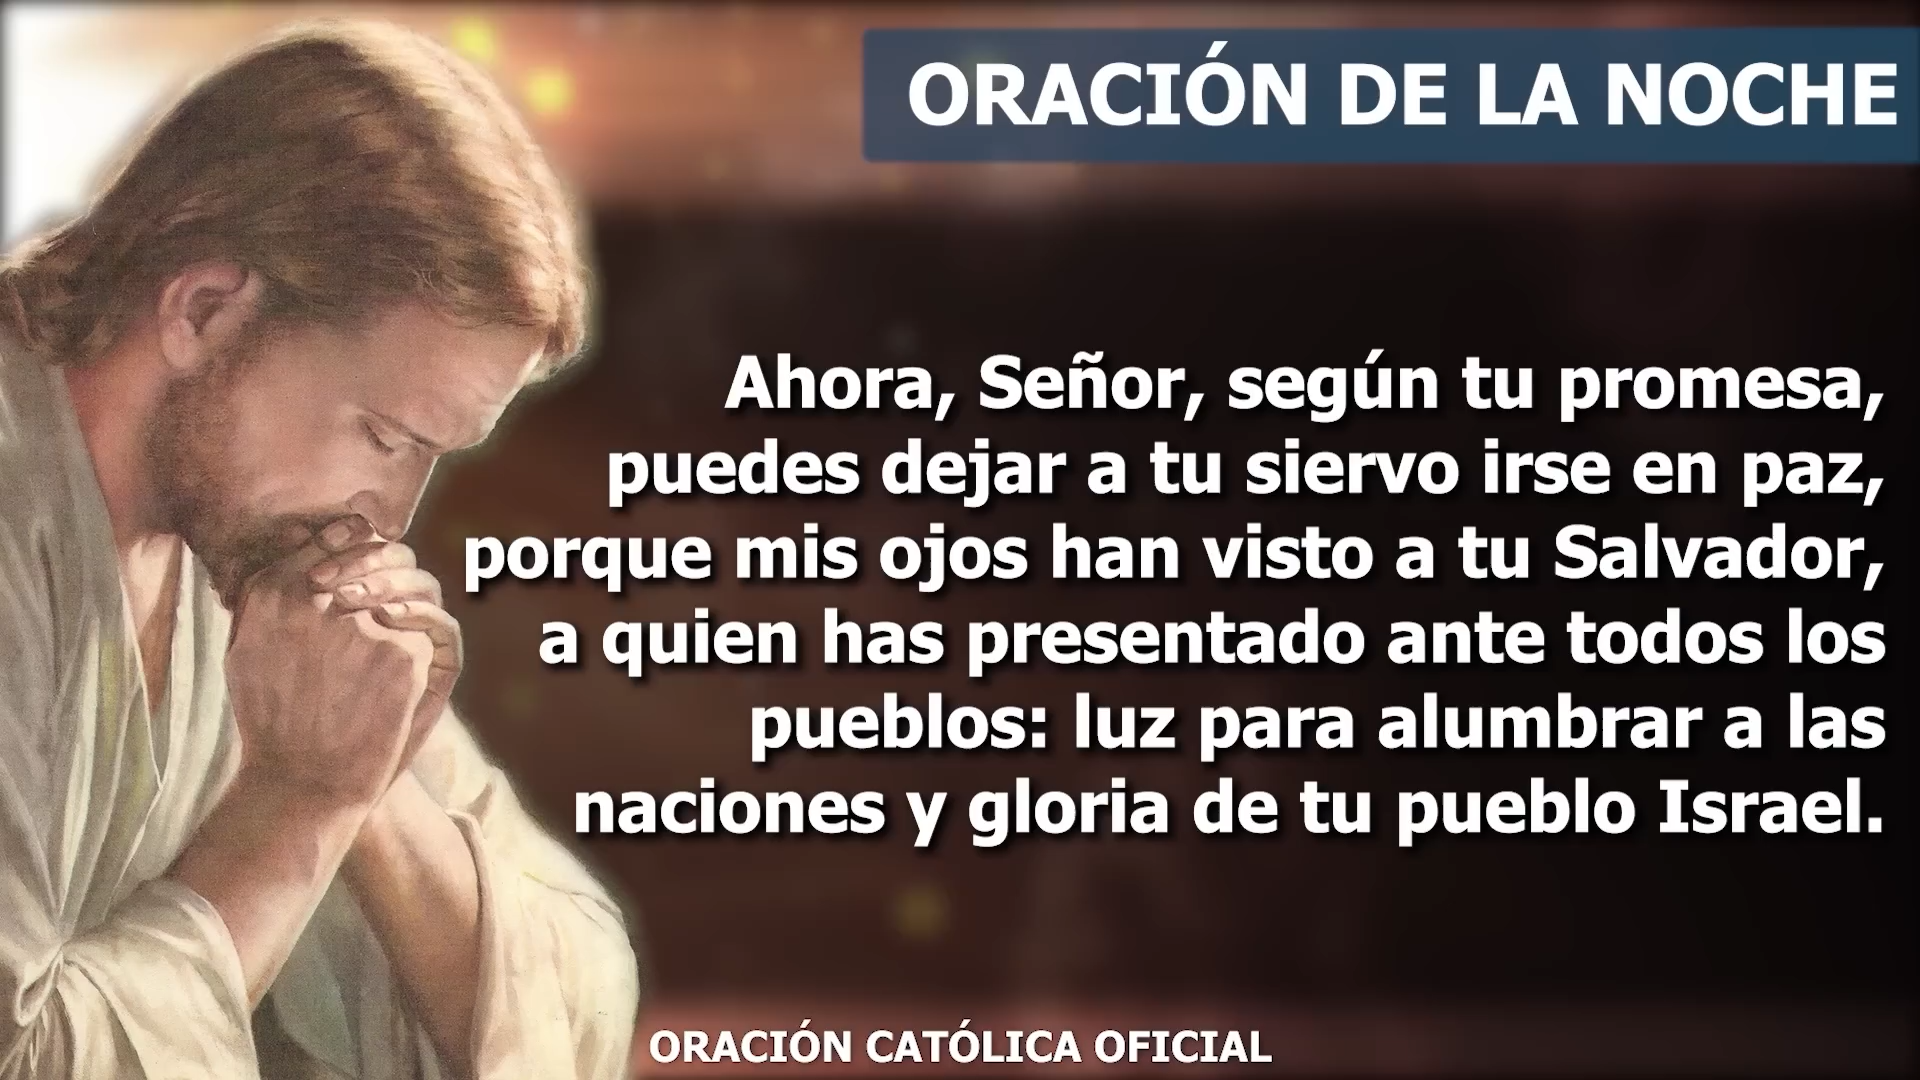 ORACIÓN DE LA NOCHE
Ahora, Señor, según tu promesa,
puedes dejar a tu siervo irse en paz,
porque mis ojos han visto a tu Salvador,
a quien has presentado ante todos los
pueblos: luz para alumbrar a las
naciones y gloria de tu pueblo Israel.
ORACIÓN CATÓLICA OFICIAL